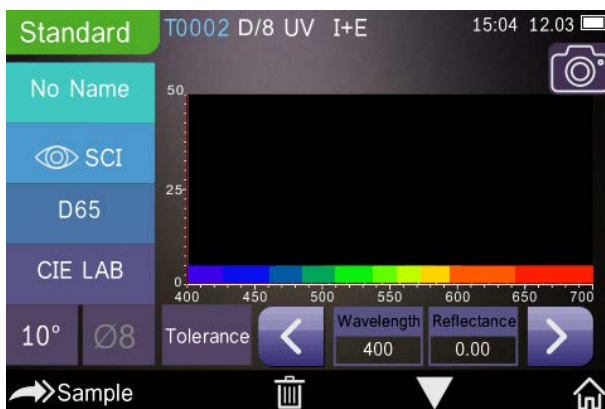 Standard
T0002 D/8 UV I+E
15:04 12.03
No Name
SCI
D65
CIE LAB
10°
Ø8
50
25
0
400 450 500 550 600 650 700
Tolerance
Wavelength
400
Reflectance
0.00
Sample